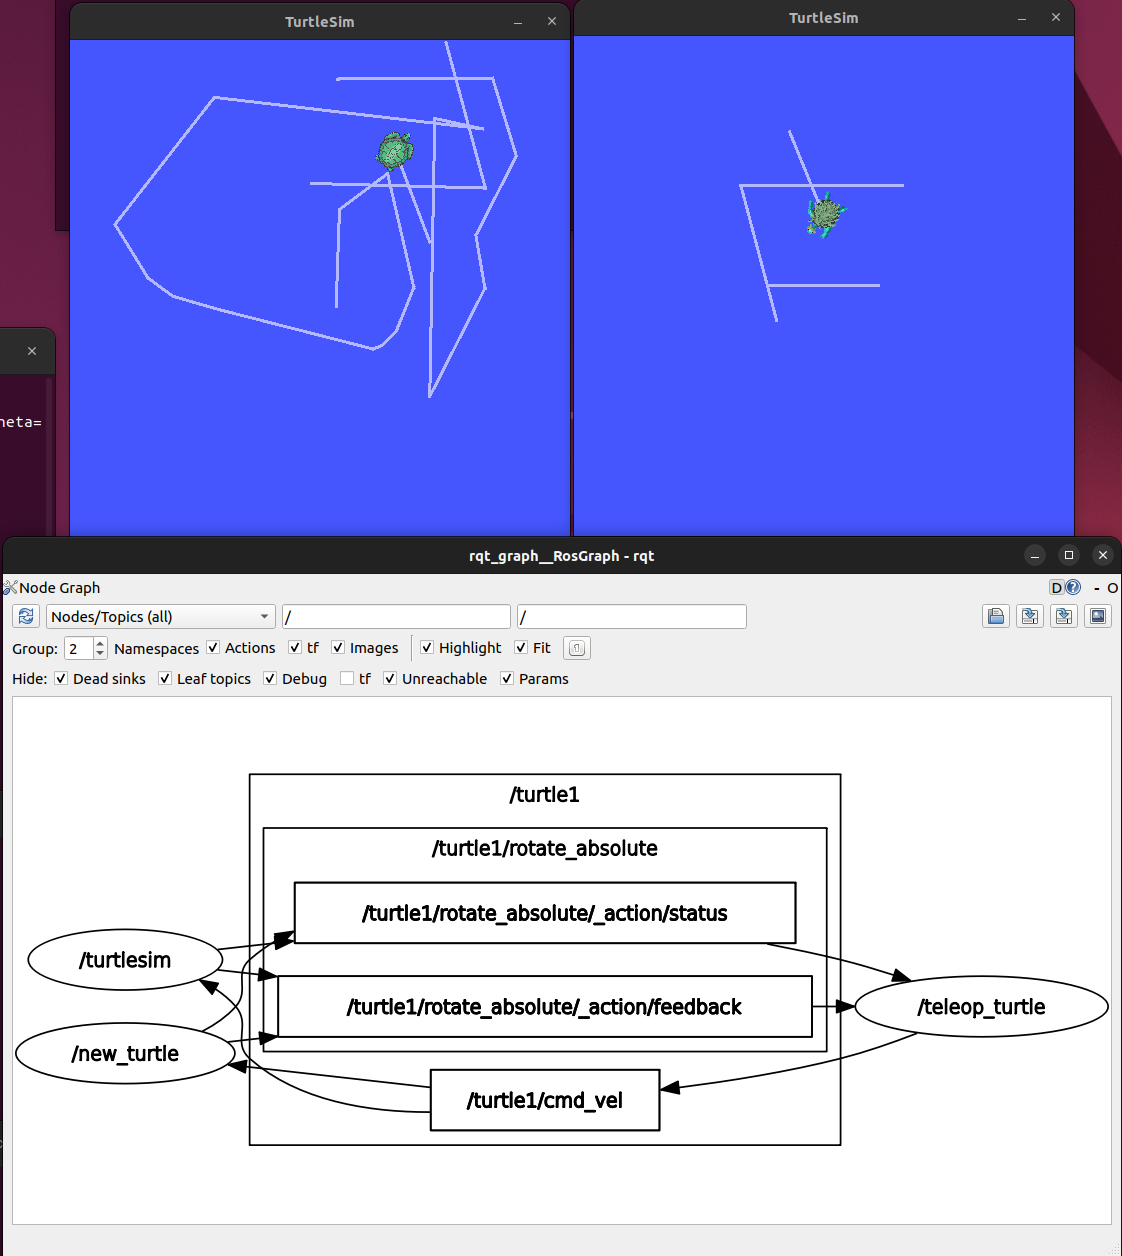 TurtleSim
TurtleSim
heta=
rqt_graph__RosGraph - rqt
Node Graph
D ? - O
Nodes/Topics (all)
/
/
Group: 2 Namespaces Actions tf Images Highlight Fit
Hide: Dead sinks Leaf topics Debug tf Unreachable Params
/turtle1
/turtle1/rotate_absolute
/turtle1/rotate_absolute/_action/status
/turtlesim
/turtle1/rotate_absolute/_action/feedback
/teleop_turtle
/new_turtle
/turtle1/cmd_vel